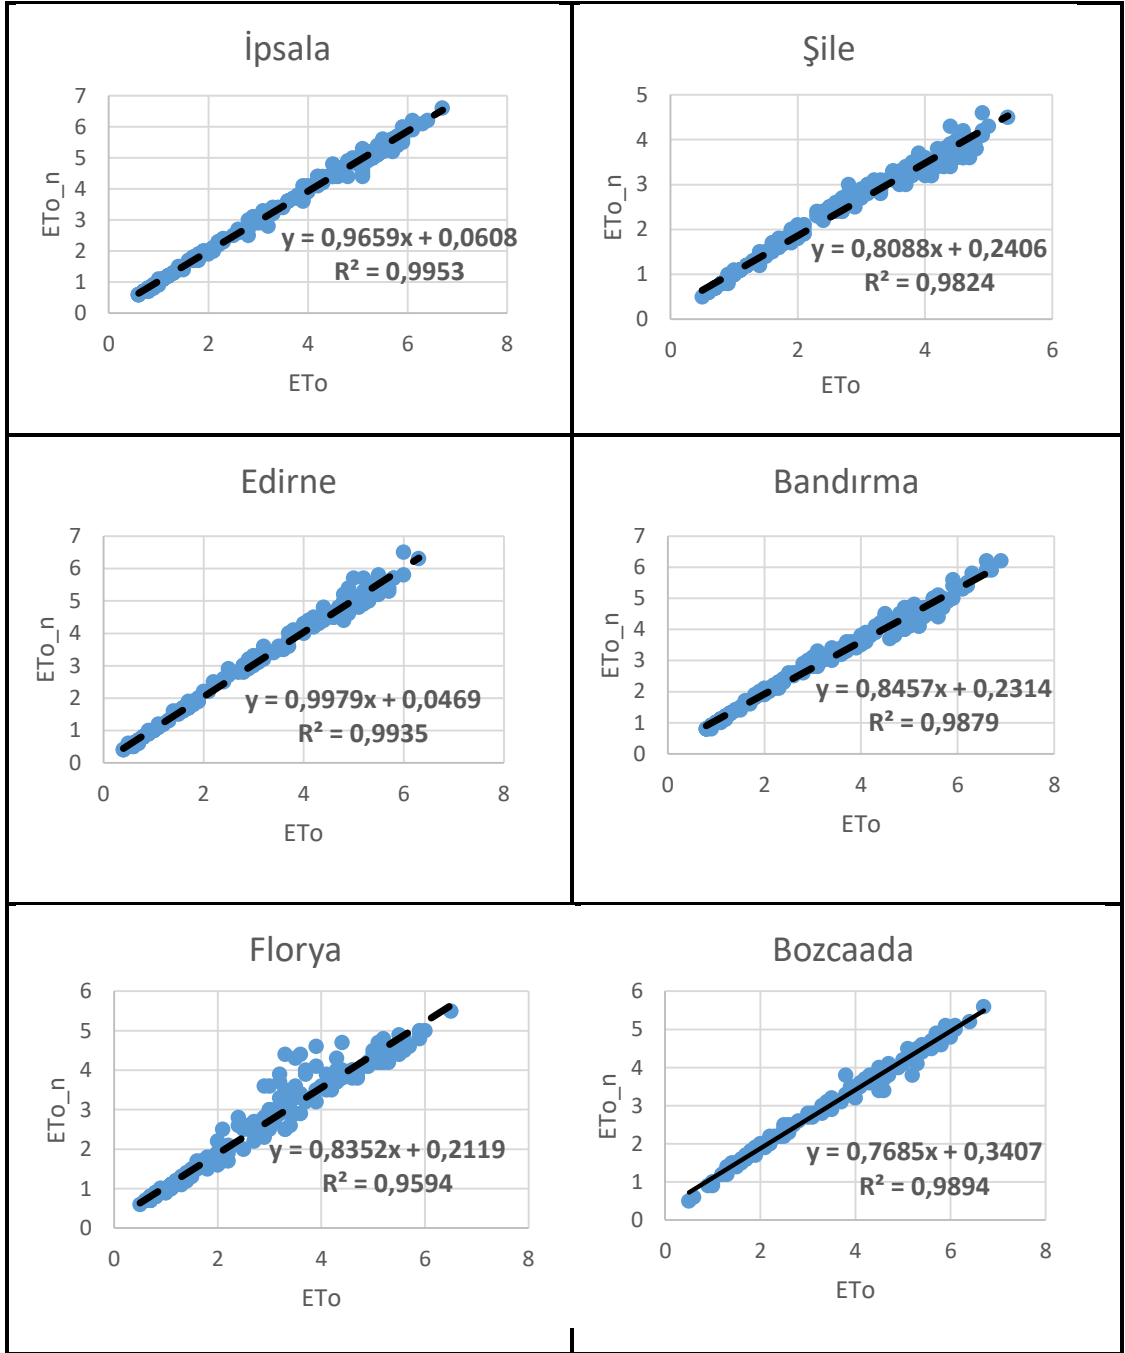 İpsala
7
6
5
4
3
2
1
0
ETo_n
y = 0,9659x + 0,0608
R² = 0,9953
0 2 4 6 8
ETo
Şile
5
4
3
2
1
0
ETo_n
y = 0,8088x + 0,2406
R² = 0,9824
0 2 4 6
ETo
Edirne
7
6
5
4
3
2
1
0
ETo_n
y = 0,9979x + 0,0469
R² = 0,9935
0 2 4 6 8
ETo
Bandırma
7
6
5
4
3
2
1
0
ETo_n
y = 0,8457x + 0,2314
R² = 0,9879
0 2 4 6 8
ETo
Florya
6
5
4
3
2
1
0
ETo_n
y = 0,8352x + 0,2119
R² = 0,9594
0 2 4 6 8
ETo
Bozcaada
6
5
4
3
2
1
0
ETo_n
y = 0,7685x + 0,3407
R² = 0,9894
0 2 4 6 8
ETo